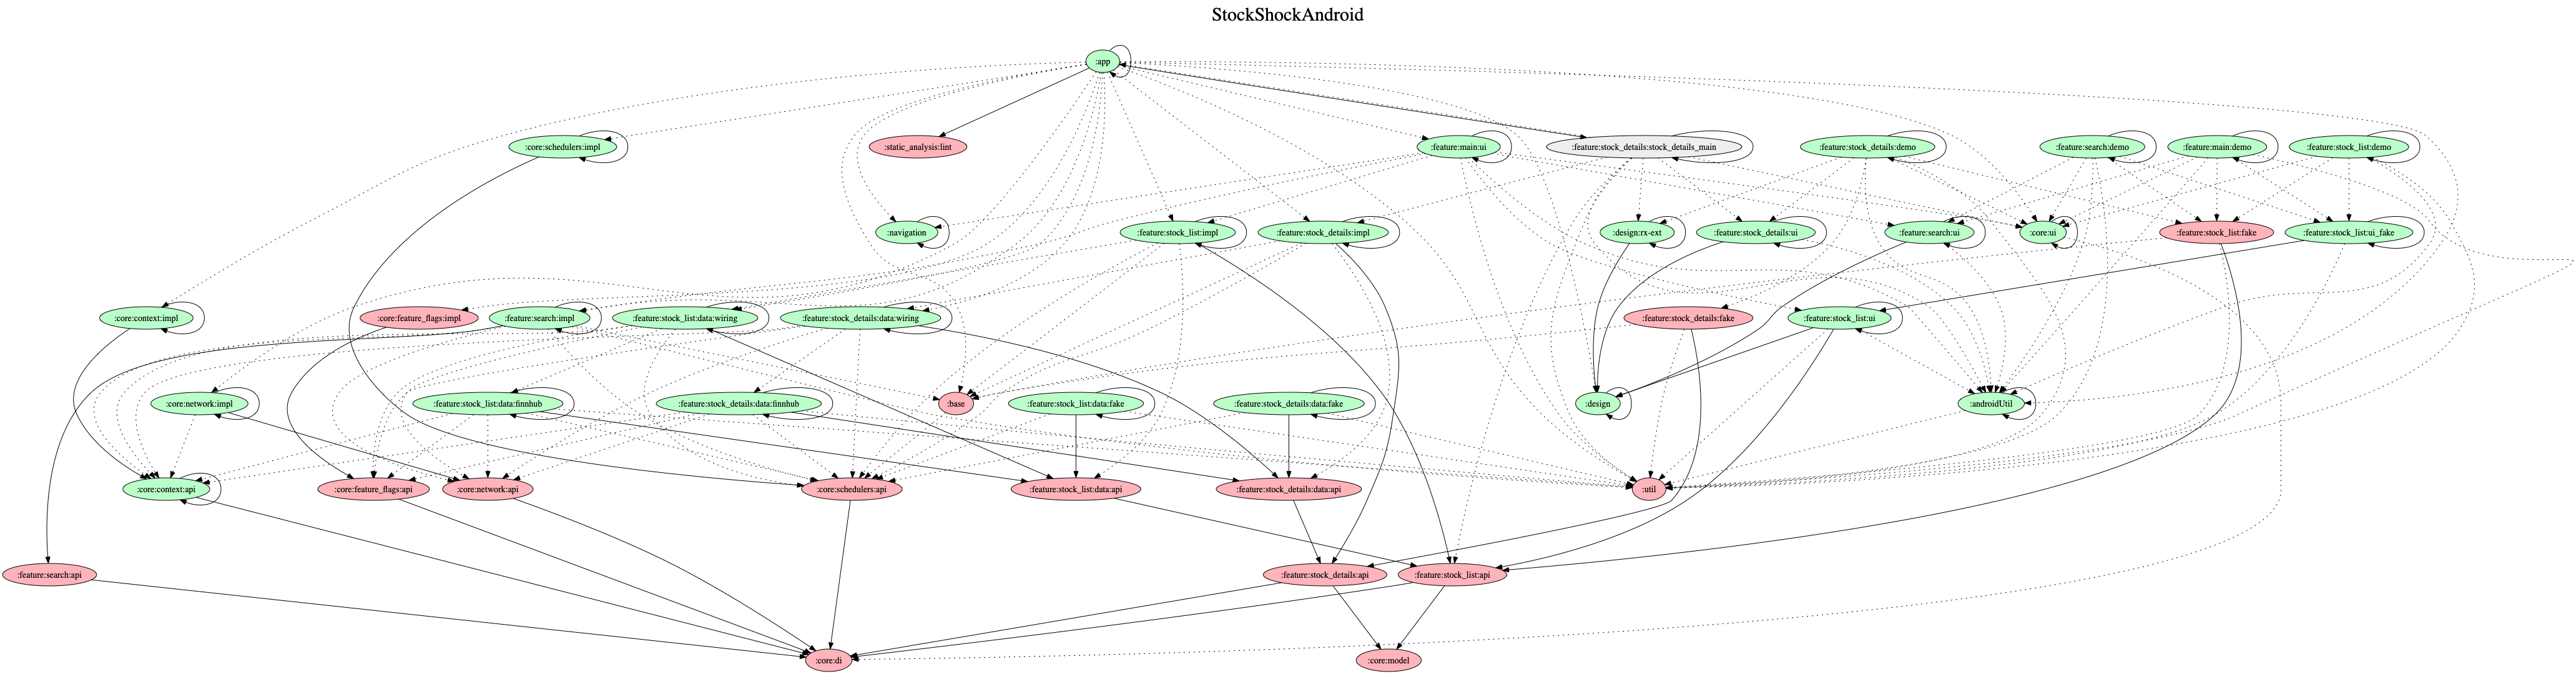 StockShockAndroid
:app
:core:schedulers:impl
:static_analysis:lint
:feature:main:ui
:feature:stock_details:stock_details_main
:feature:stock_details:demo
:feature:search:demo
:feature:main:demo
:feature:stock_list:demo
:navigation
:feature:stock_list:impl
:feature:stock_details:impl
:design:rx-ext
:feature:stock_details:ui
:feature:search:ui
:core:ui
:feature:stock_list:fake
:feature:stock_list:ui_fake
:core:context:impl
:core:feature_flags:impl
:feature:search:impl
:feature:stock_list:data:wiring
:feature:stock_details:data:wiring
:feature:stock_details:fake
:feature:stock_list:ui
:core:network:impl
:feature:stock_list:data:finnhub
:feature:stock_details:data:finnhub
:base
:feature:stock_list:data:fake
:feature:stock_details:data:fake
:design
:androidUtil
:core:context:api
:core:feature_flags:api
:core:network:api
:core:schedulers:api
:feature:stock_list:data:api
:feature:stock_details:data:api
:util
:feature:search:api
:feature:stock_details:api
:feature:stock_list:api
:core:di
:core:model